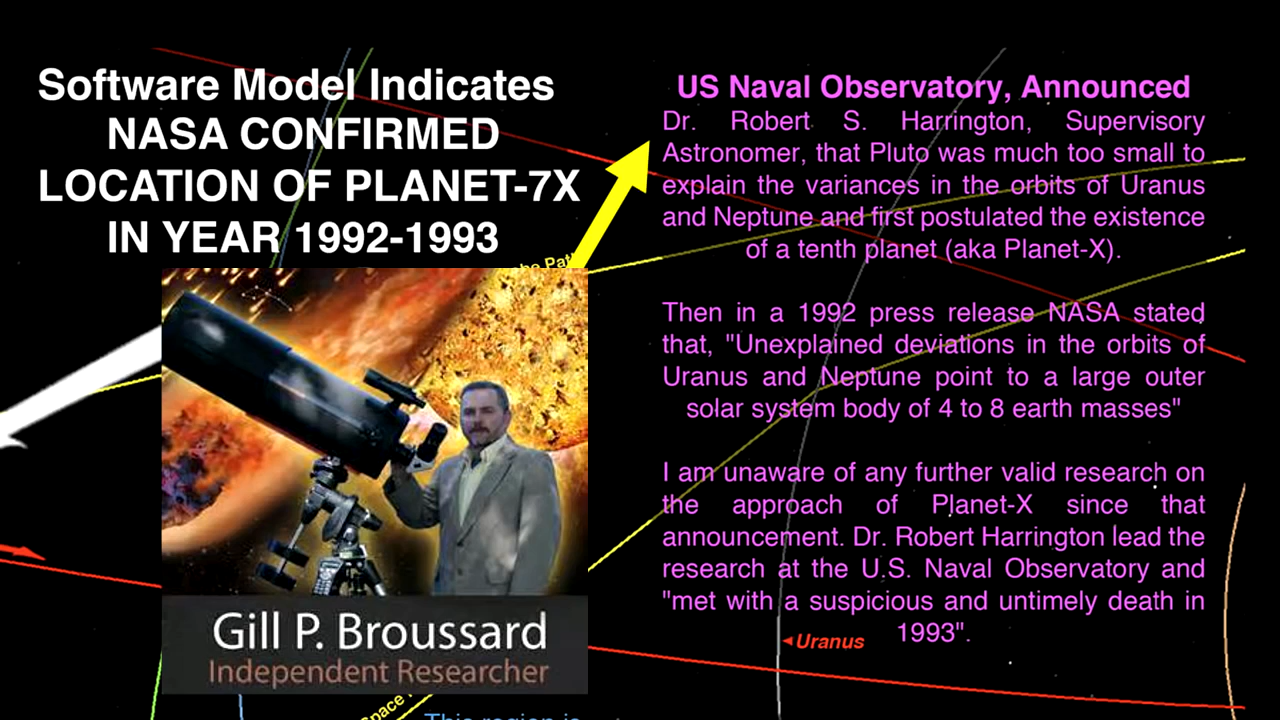 Software Model Indicates
NASA CONFIRMED
LOCATION OF PLANET-7X
IN YEAR 1992-1993
Gill P. Broussard
Independent Researcher
US Naval Observatory, Announced
Dr. Robert S. Harrington, Supervisory
Astronomer, that Pluto was much too small to
explain the variances in the orbits of Uranus
and Neptune and first postulated the existence
of a tenth planet (aka Planet-X).
Then in a 1992 press release NASA stated
that, "Unexplained deviations in the orbits of
Uranus and Neptune point to a large outer
solar system body of 4 to 8 earth masses"
I am unaware of any further valid research on
the approach of Planet-X since that
announcement. Dr. Robert Harrington lead the
research at the U.S. Naval Observatory and
"met with a suspicious and untimely death in
1993".
Uranus
Space
This region is